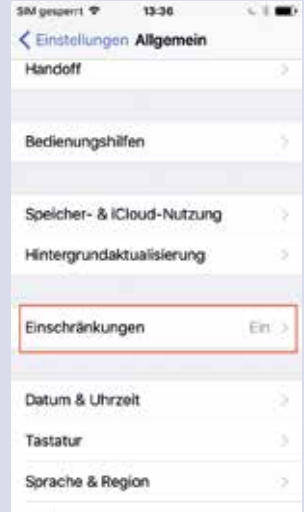 SIM gesperrt 13:36
Einstellungen Allgemein
Handoff
Bedienungshilfen
Speicher- & iCloud-Nutzung
Hintergrundaktualisierung
Einschränkungen Ein
Datum & Uhrzeit
Tastatur
Sprache & Region